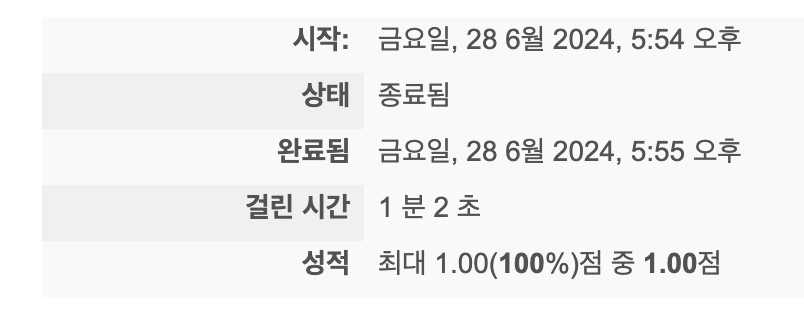 시작: 금요일, 28 6월 2024, 5:54 오후
상태 종료됨
완료됨 금요일, 28 6월 2024, 5:55 오후
걸린 시간 1 분 2 초
성적 최대 1.00(100%)점 중 1.00점